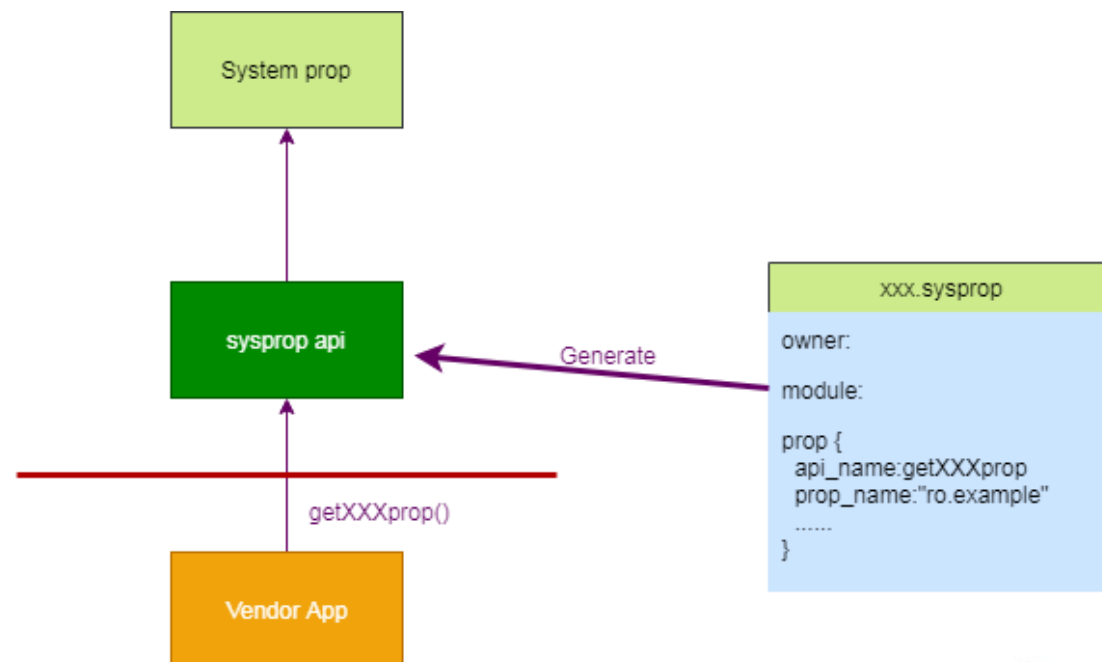 System prop
sysprop api
Generate
xxx.sysprop
owner:
module:
prop {
api_name:getXXXprop
prop_name:"ro.example"
......
}
getXXXprop()
Vendor App